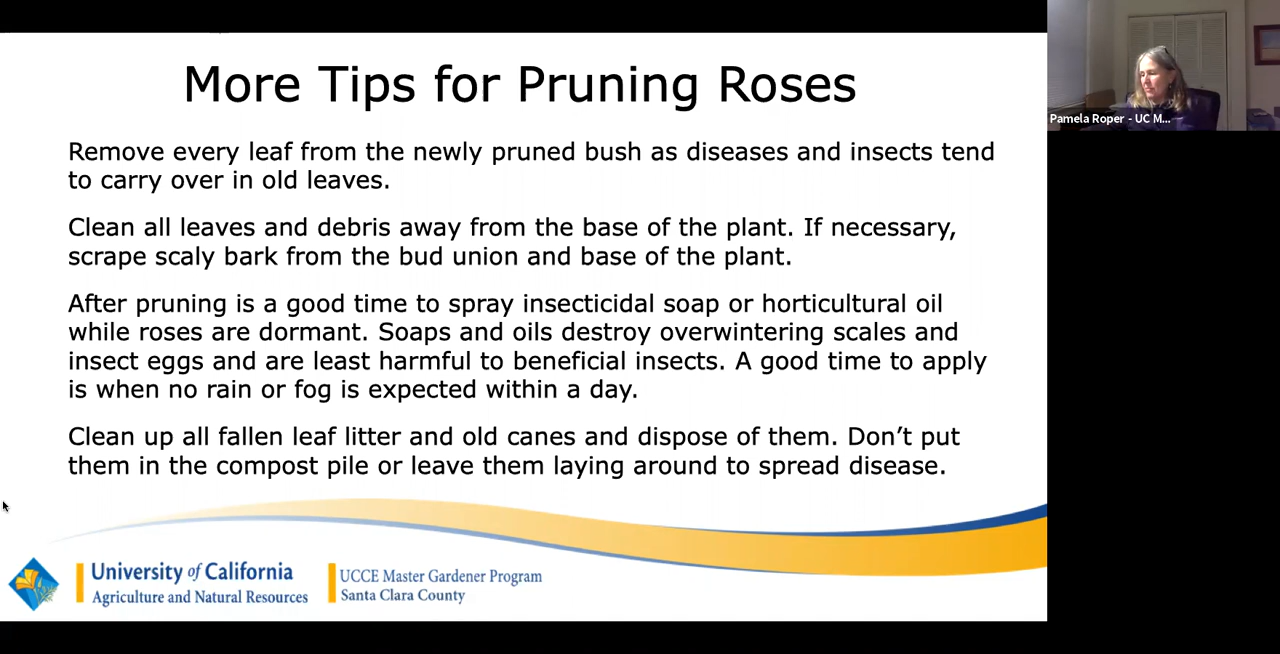 More Tips for Pruning Roses
Remove every leaf from the newly pruned bush as diseases and insects tend
to carry over in old leaves.
Clean all leaves and debris away from the base of the plant. If necessary,
scrape scaly bark from the bud union and base of the plant.
After pruning is a good time to spray insecticidal soap or horticultural oil
while roses are dormant. Soaps and oils destroy overwintering scales and
insect eggs and are least harmful to beneficial insects. A good time to apply
is when no rain or fog is expected within a day.
Clean up all fallen leaf litter and old canes and dispose of them. Don’t put
them in the compost pile or leave them laying around to spread disease.
University of California
Agriculture and Natural Resources
UCCE Master Gardener Program
Santa Clara County
Pamela Roper - UC M...